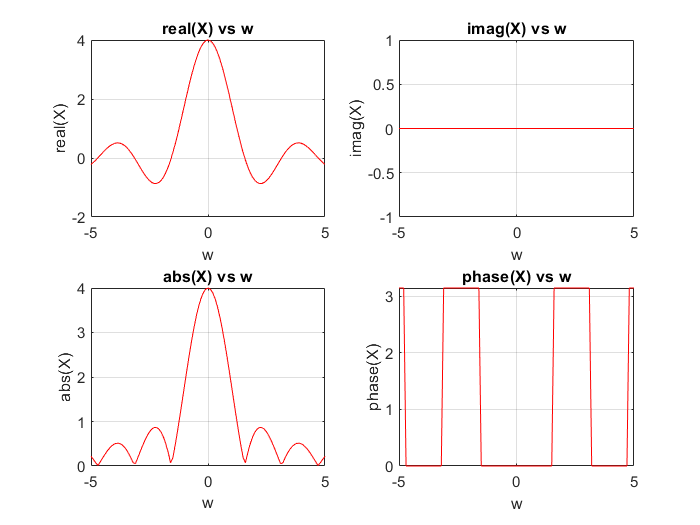 real(X) vs w
4
2
0
-2
real(X)
-5 0 5
w
imag(X) vs w
1
0.5
0
-0.5
-1
imag(X)
-5 0 5
w
abs(X) vs w
4
3
2
1
0
abs(X)
-5 0 5
w
phase(X) vs w
3
2
1
0
phase(X)
-5 0 5
w